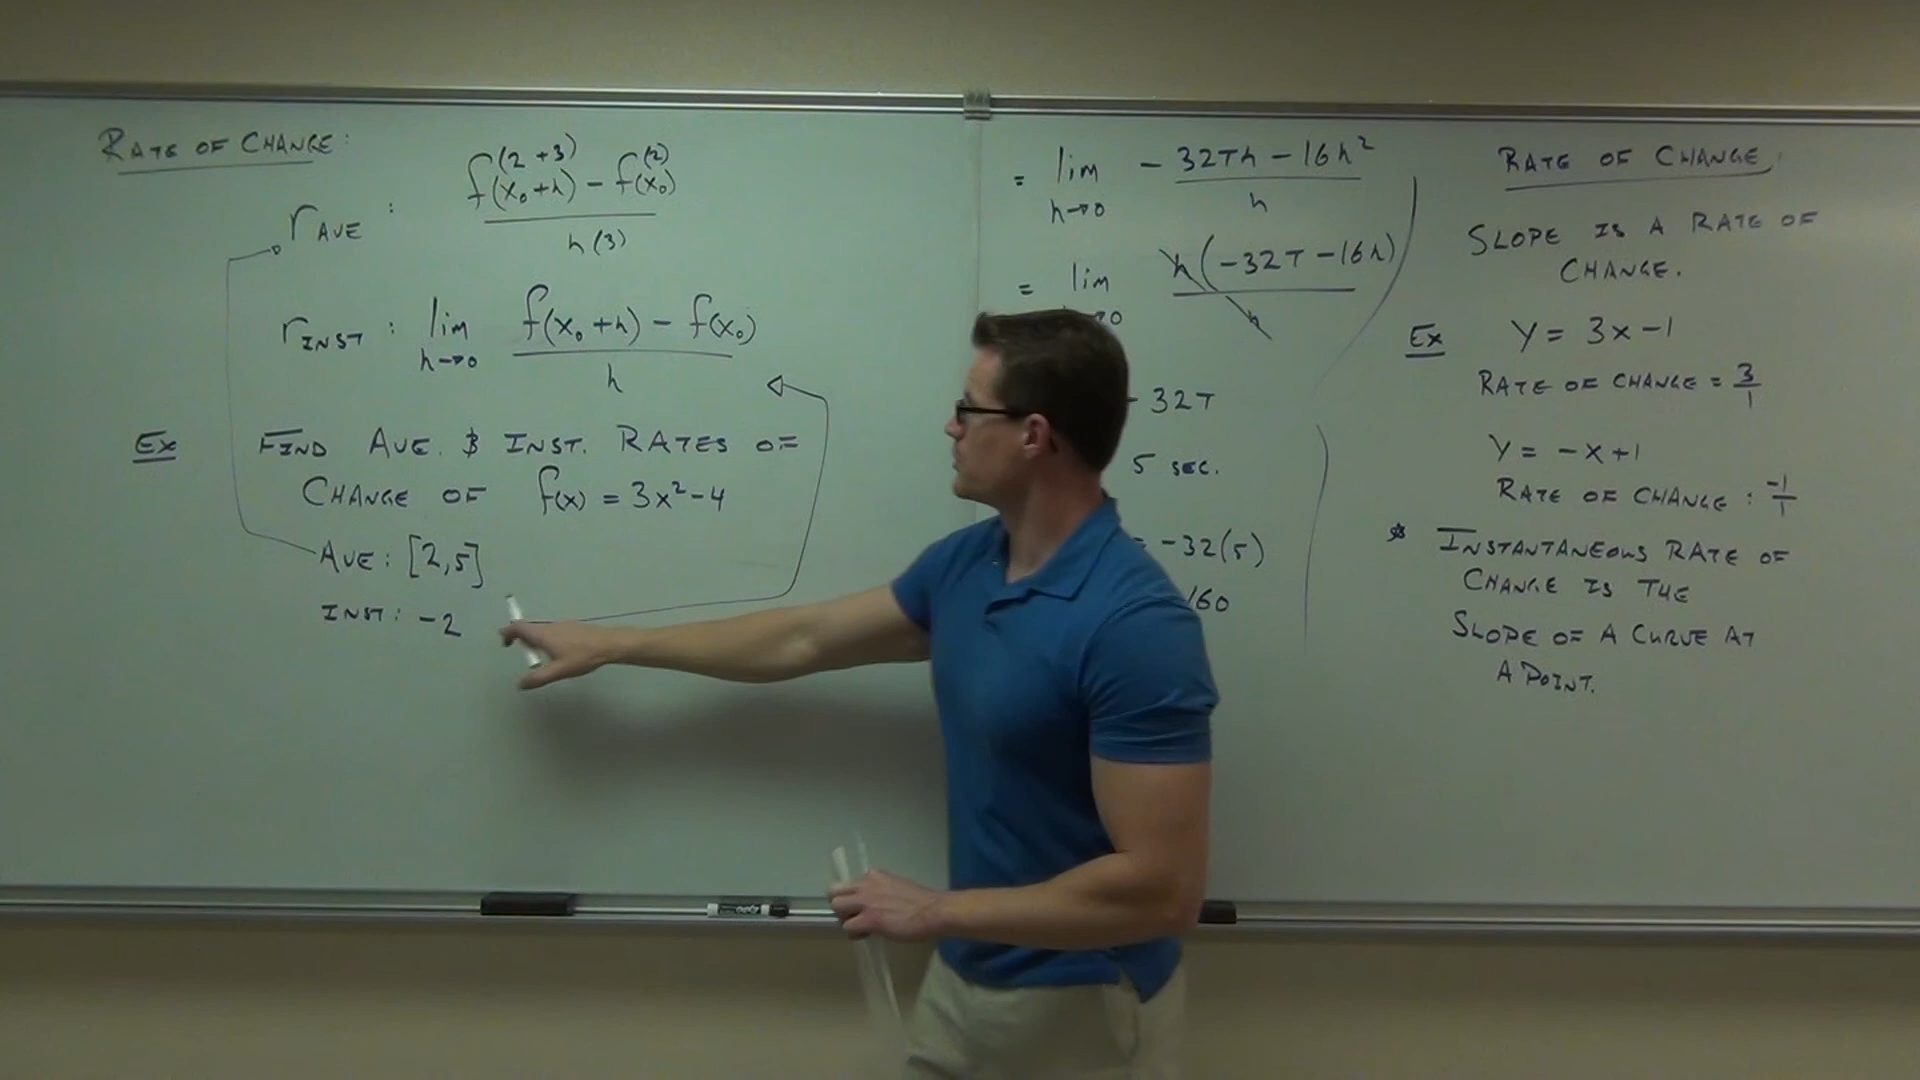 RATE OF CHANGE:
(2 + 3) (2)
r AVE : f(x₀+h) − f(x₀)
h (3)
r INST : lim h→0 f(x₀+h) − f(x₀)
h
Ex FIND AVE. & INST. RATES OF
CHANGE OF f(x) = 3x² − 4
AVE : [2,5]
INST : −2
= lim h→0 −32Th − 16h²
h
= lim h→0 h(−32T − 16h)
h
− 32T
5 SEC.
= −32(5)
160
RATE OF CHANGE
SLOPE IS A RATE OF
CHANGE.
Ex Y = 3x − 1
RATE OF CHANGE = 3/1
Y = −x + 1
RATE OF CHANGE : −1/1
* INSTANTANEOUS RATE OF
CHANGE IS THE
SLOPE OF A CURVE AT
A POINT.